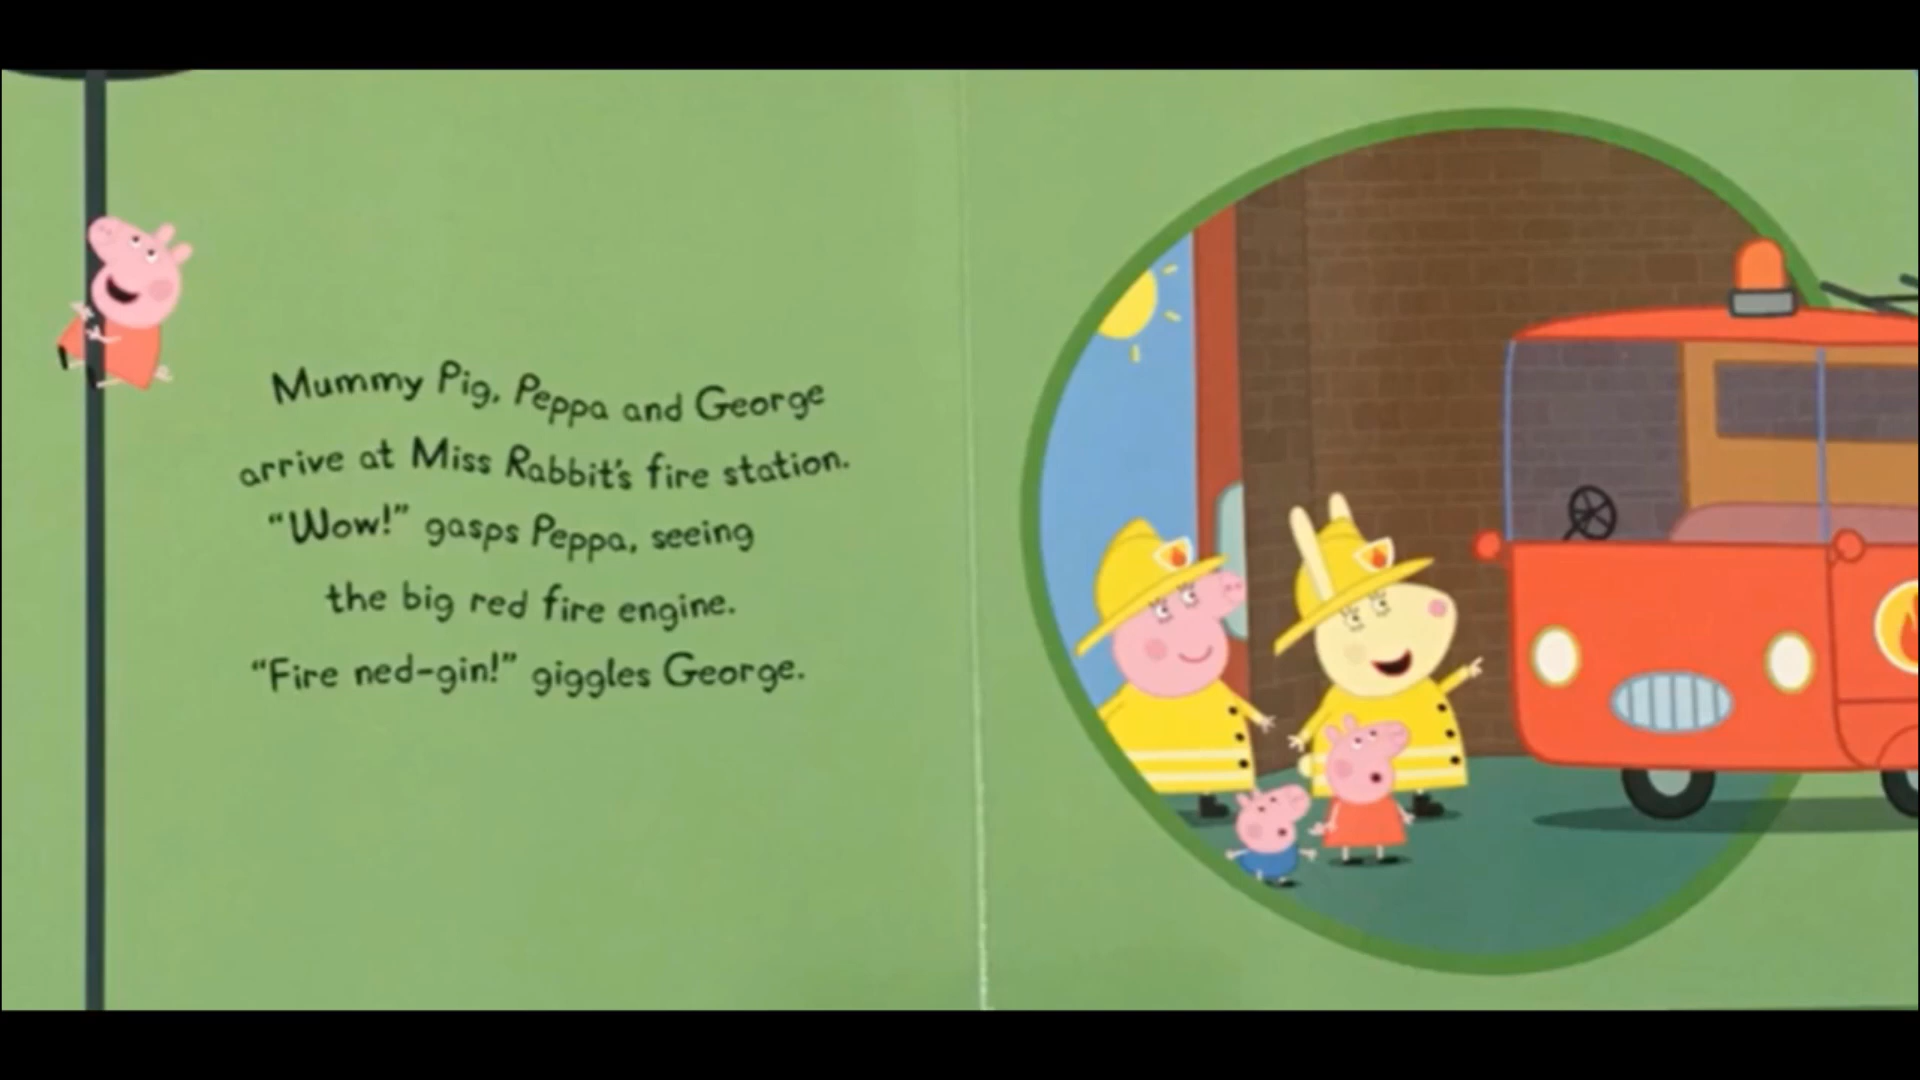 Mummy Pig, Peppa and George
arrive at Miss Rabbit's fire station.
"Wow!" gasps Peppa, seeing
the big red fire engine.
"Fire ned-gin!" giggles George.